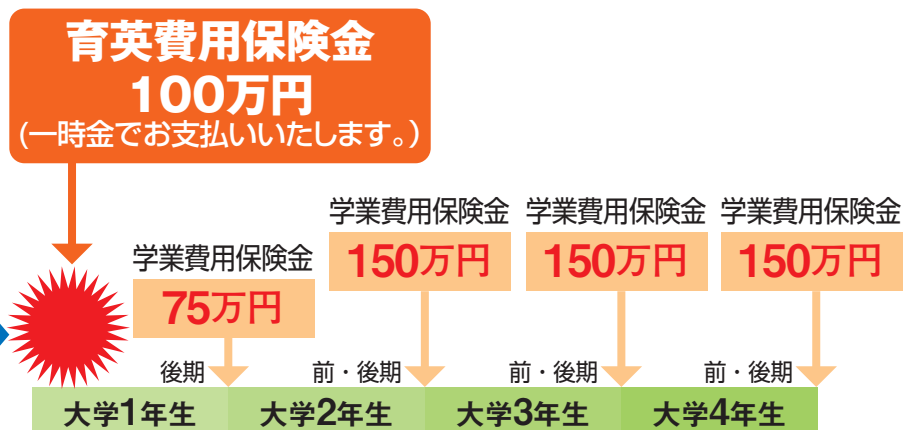 育英費用保険金
100万円
(一時金でお支払いいたします。)
学業費用保険金
75万円
後期
学業費用保険金
150万円
前・後期
学業費用保険金
150万円
前・後期
学業費用保険金
150万円
前・後期
大学1年生
大学2年生
大学3年生
大学4年生